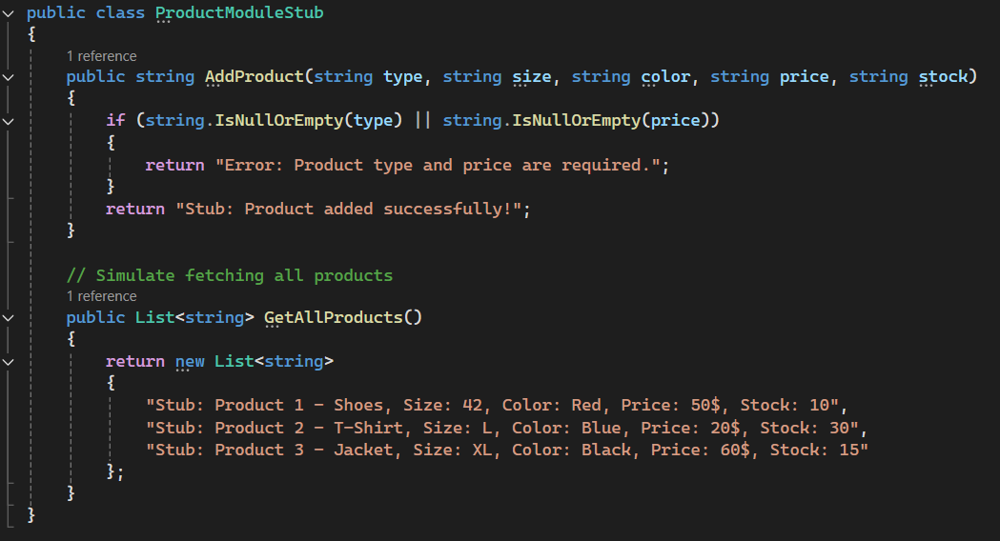 public class ProductModuleStub
{
1 reference
public string AddProduct(string type, string size, string color, string price, string stock)
{
if (string.IsNullOrEmpty(type) || string.IsNullOrEmpty(price))
{
return "Error: Product type and price are required.";
}
return "Stub: Product added successfully!";
}
// Simulate fetching all products
1 reference
public List<string> GetAllProducts()
{
return new List<string>
{
"Stub: Product 1 - Shoes, Size: 42, Color: Red, Price: 50$, Stock: 10",
"Stub: Product 2 - T-Shirt, Size: L, Color: Blue, Price: 20$, Stock: 30",
"Stub: Product 3 - Jacket, Size: XL, Color: Black, Price: 60$, Stock: 15"
};
}
}